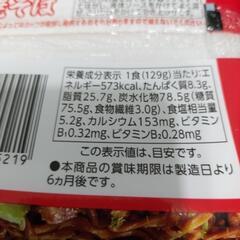 栄養成分表示 1食(129g)当たり:エ
ネルギー573kcal、たんぱく質8.3g、
脂質25.7g、炭水化物78.5g(糖質
75.5g、食物繊維3.0g)、食塩相当量
5.2g、カルシウム153mg、ビタミン
B₁0.32mg、ビタミンB₂0.28mg
この表示値は、目安です。
●本商品の賞味期限は製造日より
6ヵ月後です。
5219